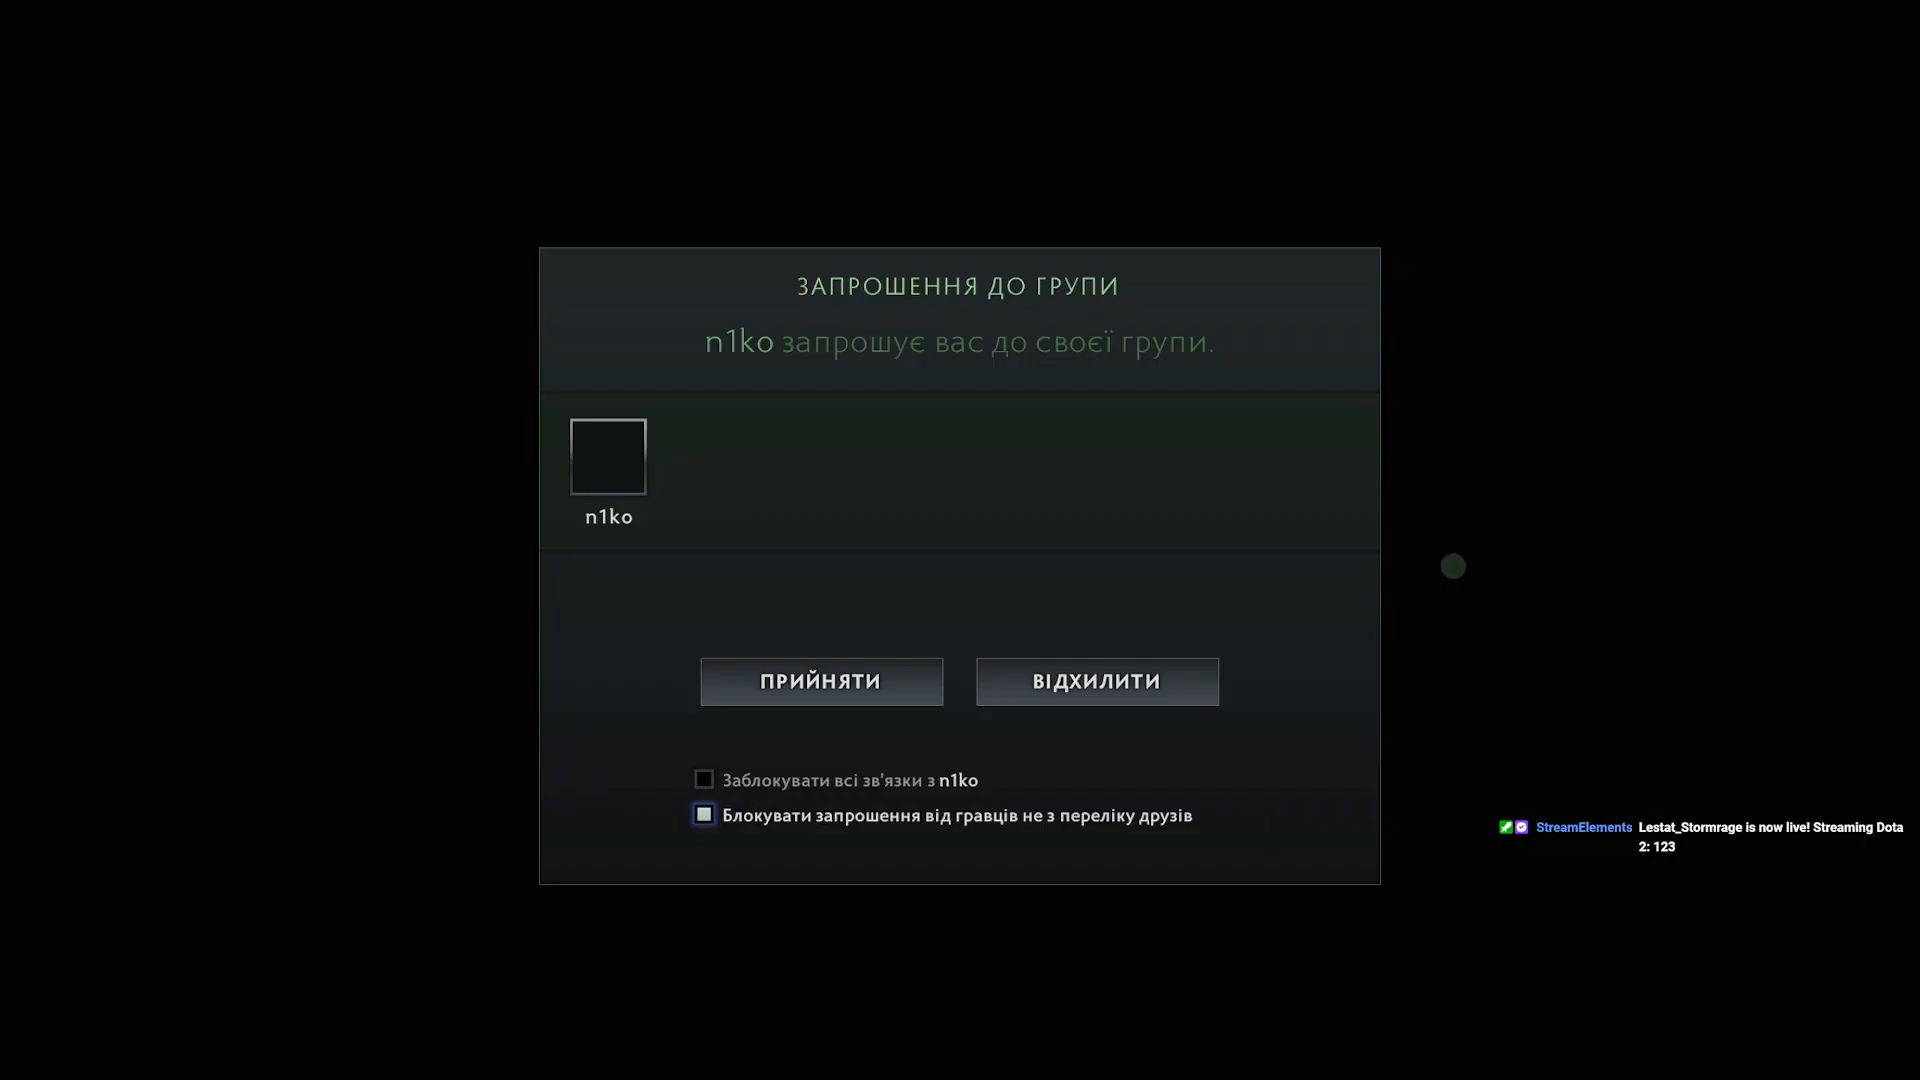 ЗАПРОШЕННЯ ДО ГРУПИ
n1ko запрошує вас до своєї групи.
n1ko
ПРИЙНЯТИ
ВІДХИЛИТИ
Заблокувати всі зв’язки з n1ko
Блокувати запрошення від гравців не з переліку друзів
StreamElements Lestat_Stormrage is now live! Streaming Dota
2: 123